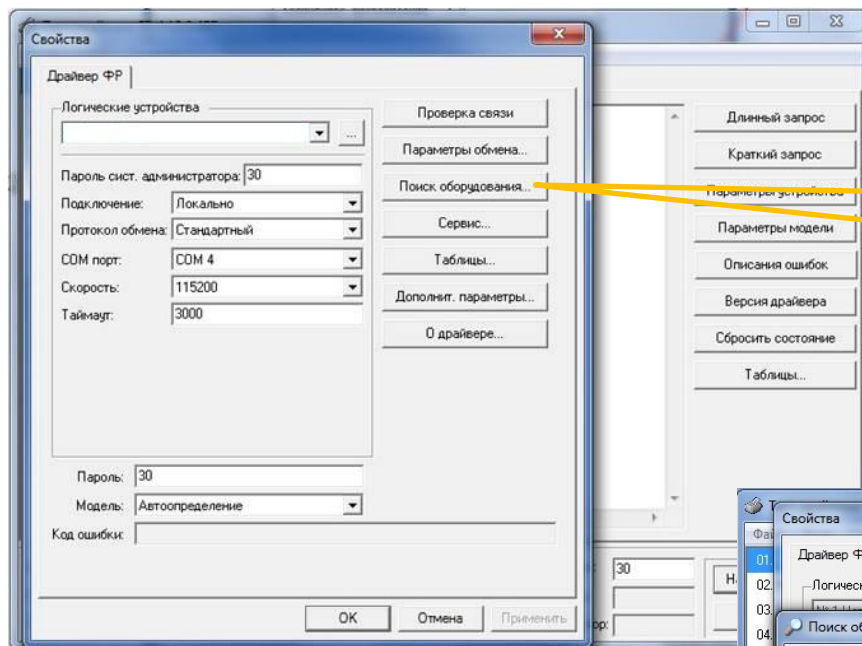 Свойства
Драйвер ФР
Логические устройства
...
Пароль сист. администратора: 30
Подключение: Локально
Протокол обмена: Стандартный
COM порт: COM 4
Скорость: 115200
Таймаут: 3000
Проверка связи
Параметры обмена...
Поиск оборудования...
Сервис...
Таблицы...
Дополнит. параметры...
О драйвере...
Пароль: 30
Модель: Автоопределение
Код ошибки:
OK
Отмена
Применить
Длинный запрос
Краткий запрос
Параметры устройства
Параметры модели
Описания ошибок
Версия драйвера
Сбросить состояние
Таблицы...
30
Свойства
01.
02.
03.
04.
Поиск об